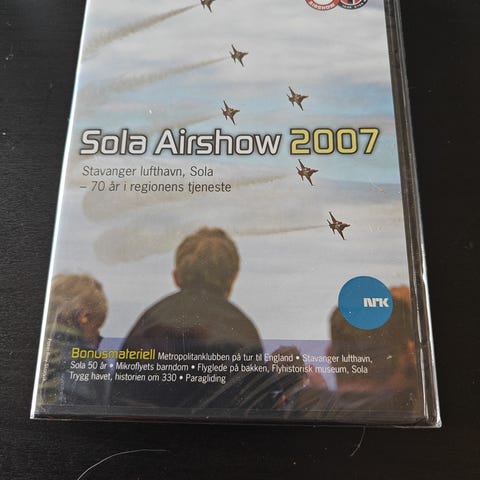 AIRSHOW
Sola Airshow 2007
Stavanger lufthavn, Sola
– 70 år i regionens tjeneste
NRK
Bonusmateriell Metropolitanklubben på tur til England • Stavanger lufthavn,
Sola 50 år • Mikroflyets barndom • Flyglede på bakken, Flyhistorisk museum, Sola
Trygg havet, historien om 330 • Paragliding